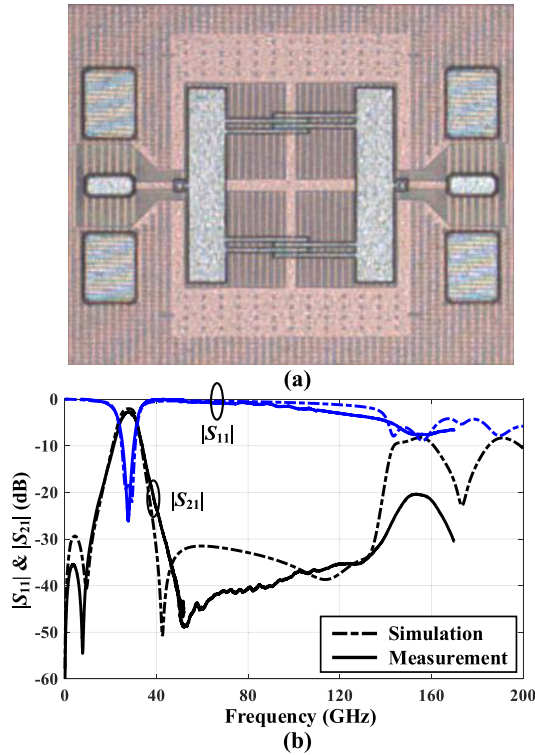 (a)
|S11| & |S21| (dB)
0
-10
-20
-30
-40
-50
-60
|S11|
|S21|
Simulation
Measurement
0
40
80
120
160
200
Frequency (GHz)
(b)